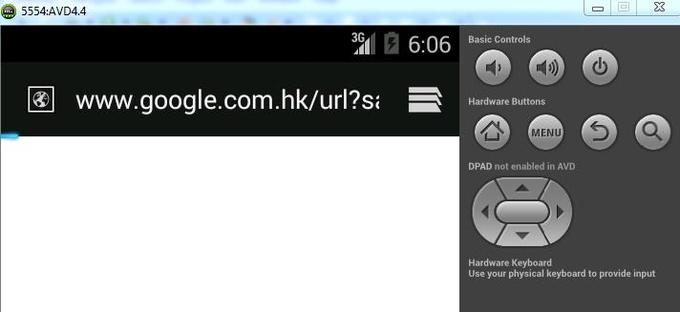 5554:AVD4.4
3G
6:06
www.google.com.hk/url?sa
Basic Controls
Hardware Buttons
MENU
DPAD not enabled in AVD
Hardware Keyboard
Use your physical keyboard to provide input